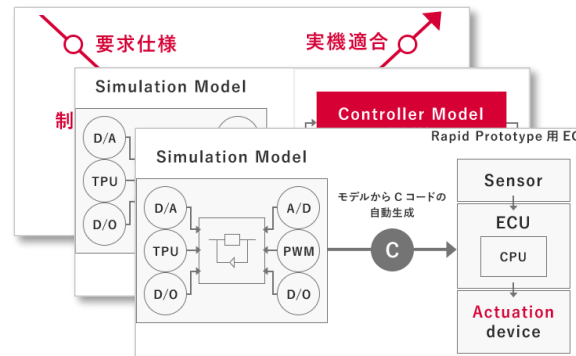 要求仕様
実機適合
制
Simulation Model
D/A
TPU
D/O
Controller Model
Rapid Prototype 用 EC
Simulation Model
D/A
TPU
D/O
A/D
PWM
D/O
モデルから C コードの
自動生成
C
Sensor
ECU
CPU
Actuation
device